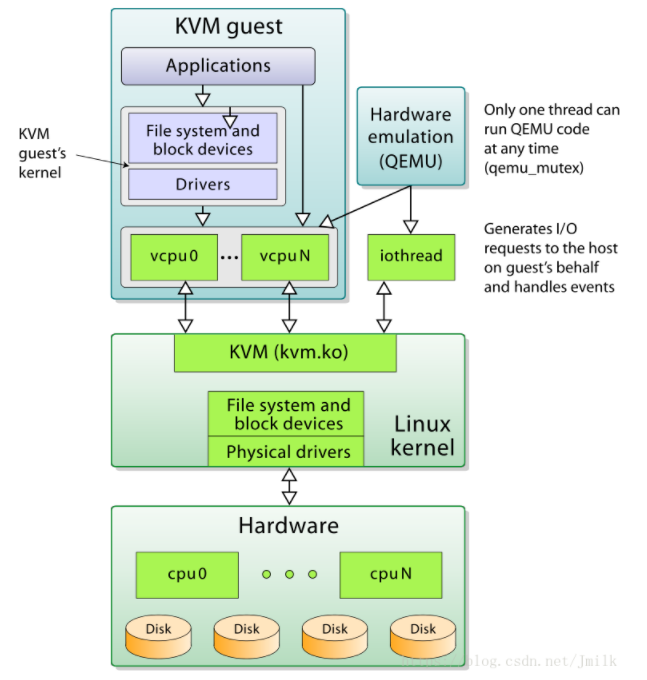 KVM guest
Applications
File system and
block devices
Drivers
KVM
guest's
kernel
Hardware
emulation
(QEMU)
Only one thread can
run QEMU code
at any time
(qemu_mutex)
vcpu0
...
vcpuN
iothread
Generates I/O
requests to the host
on guest's behalf
and handles events
KVM (kvm.ko)
File system and
block devices
Physical drivers
Linux
kernel
Hardware
cpu0
cpuN
Disk
Disk
Disk
Disk
blog.csdn.net/Jmilk